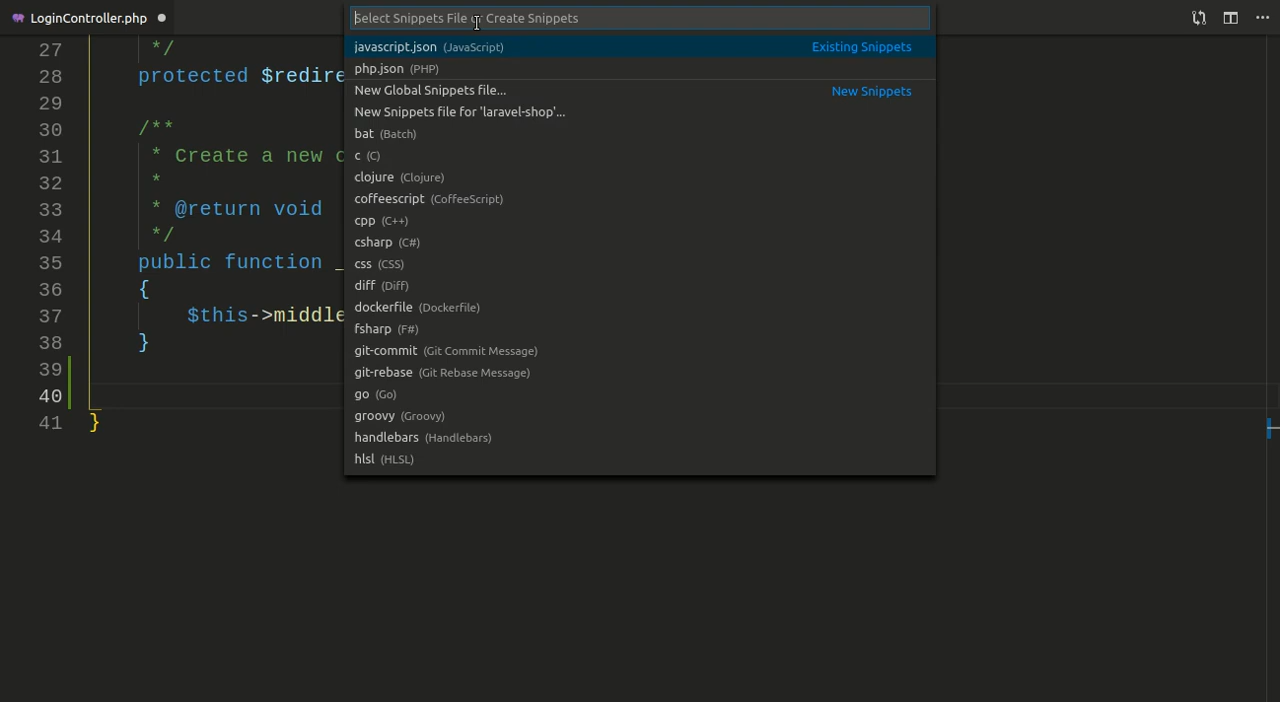 LoginController.php
Select Snippets File or Create Snippets
javascript.json (JavaScript) Existing Snippets
php.json (PHP)
New Global Snippets file... New Snippets
New Snippets file for 'laravel-shop'...
bat (Batch)
c (C)
clojure (Clojure)
coffeescript (CoffeeScript)
cpp (C++)
csharp (C#)
css (CSS)
diff (Diff)
dockerfile (Dockerfile)
fsharp (F#)
git-commit (Git Commit Message)
git-rebase (Git Rebase Message)
go (Go)
groovy (Groovy)
handlebars (Handlebars)
hlsl (HLSL)
27 */
28 protected $redire
29
30 /**
31 * Create a new c
32 *
33 * @return void
34 */
35 public function _
36 {
37 $this->middle
38 }
39
40
41 }